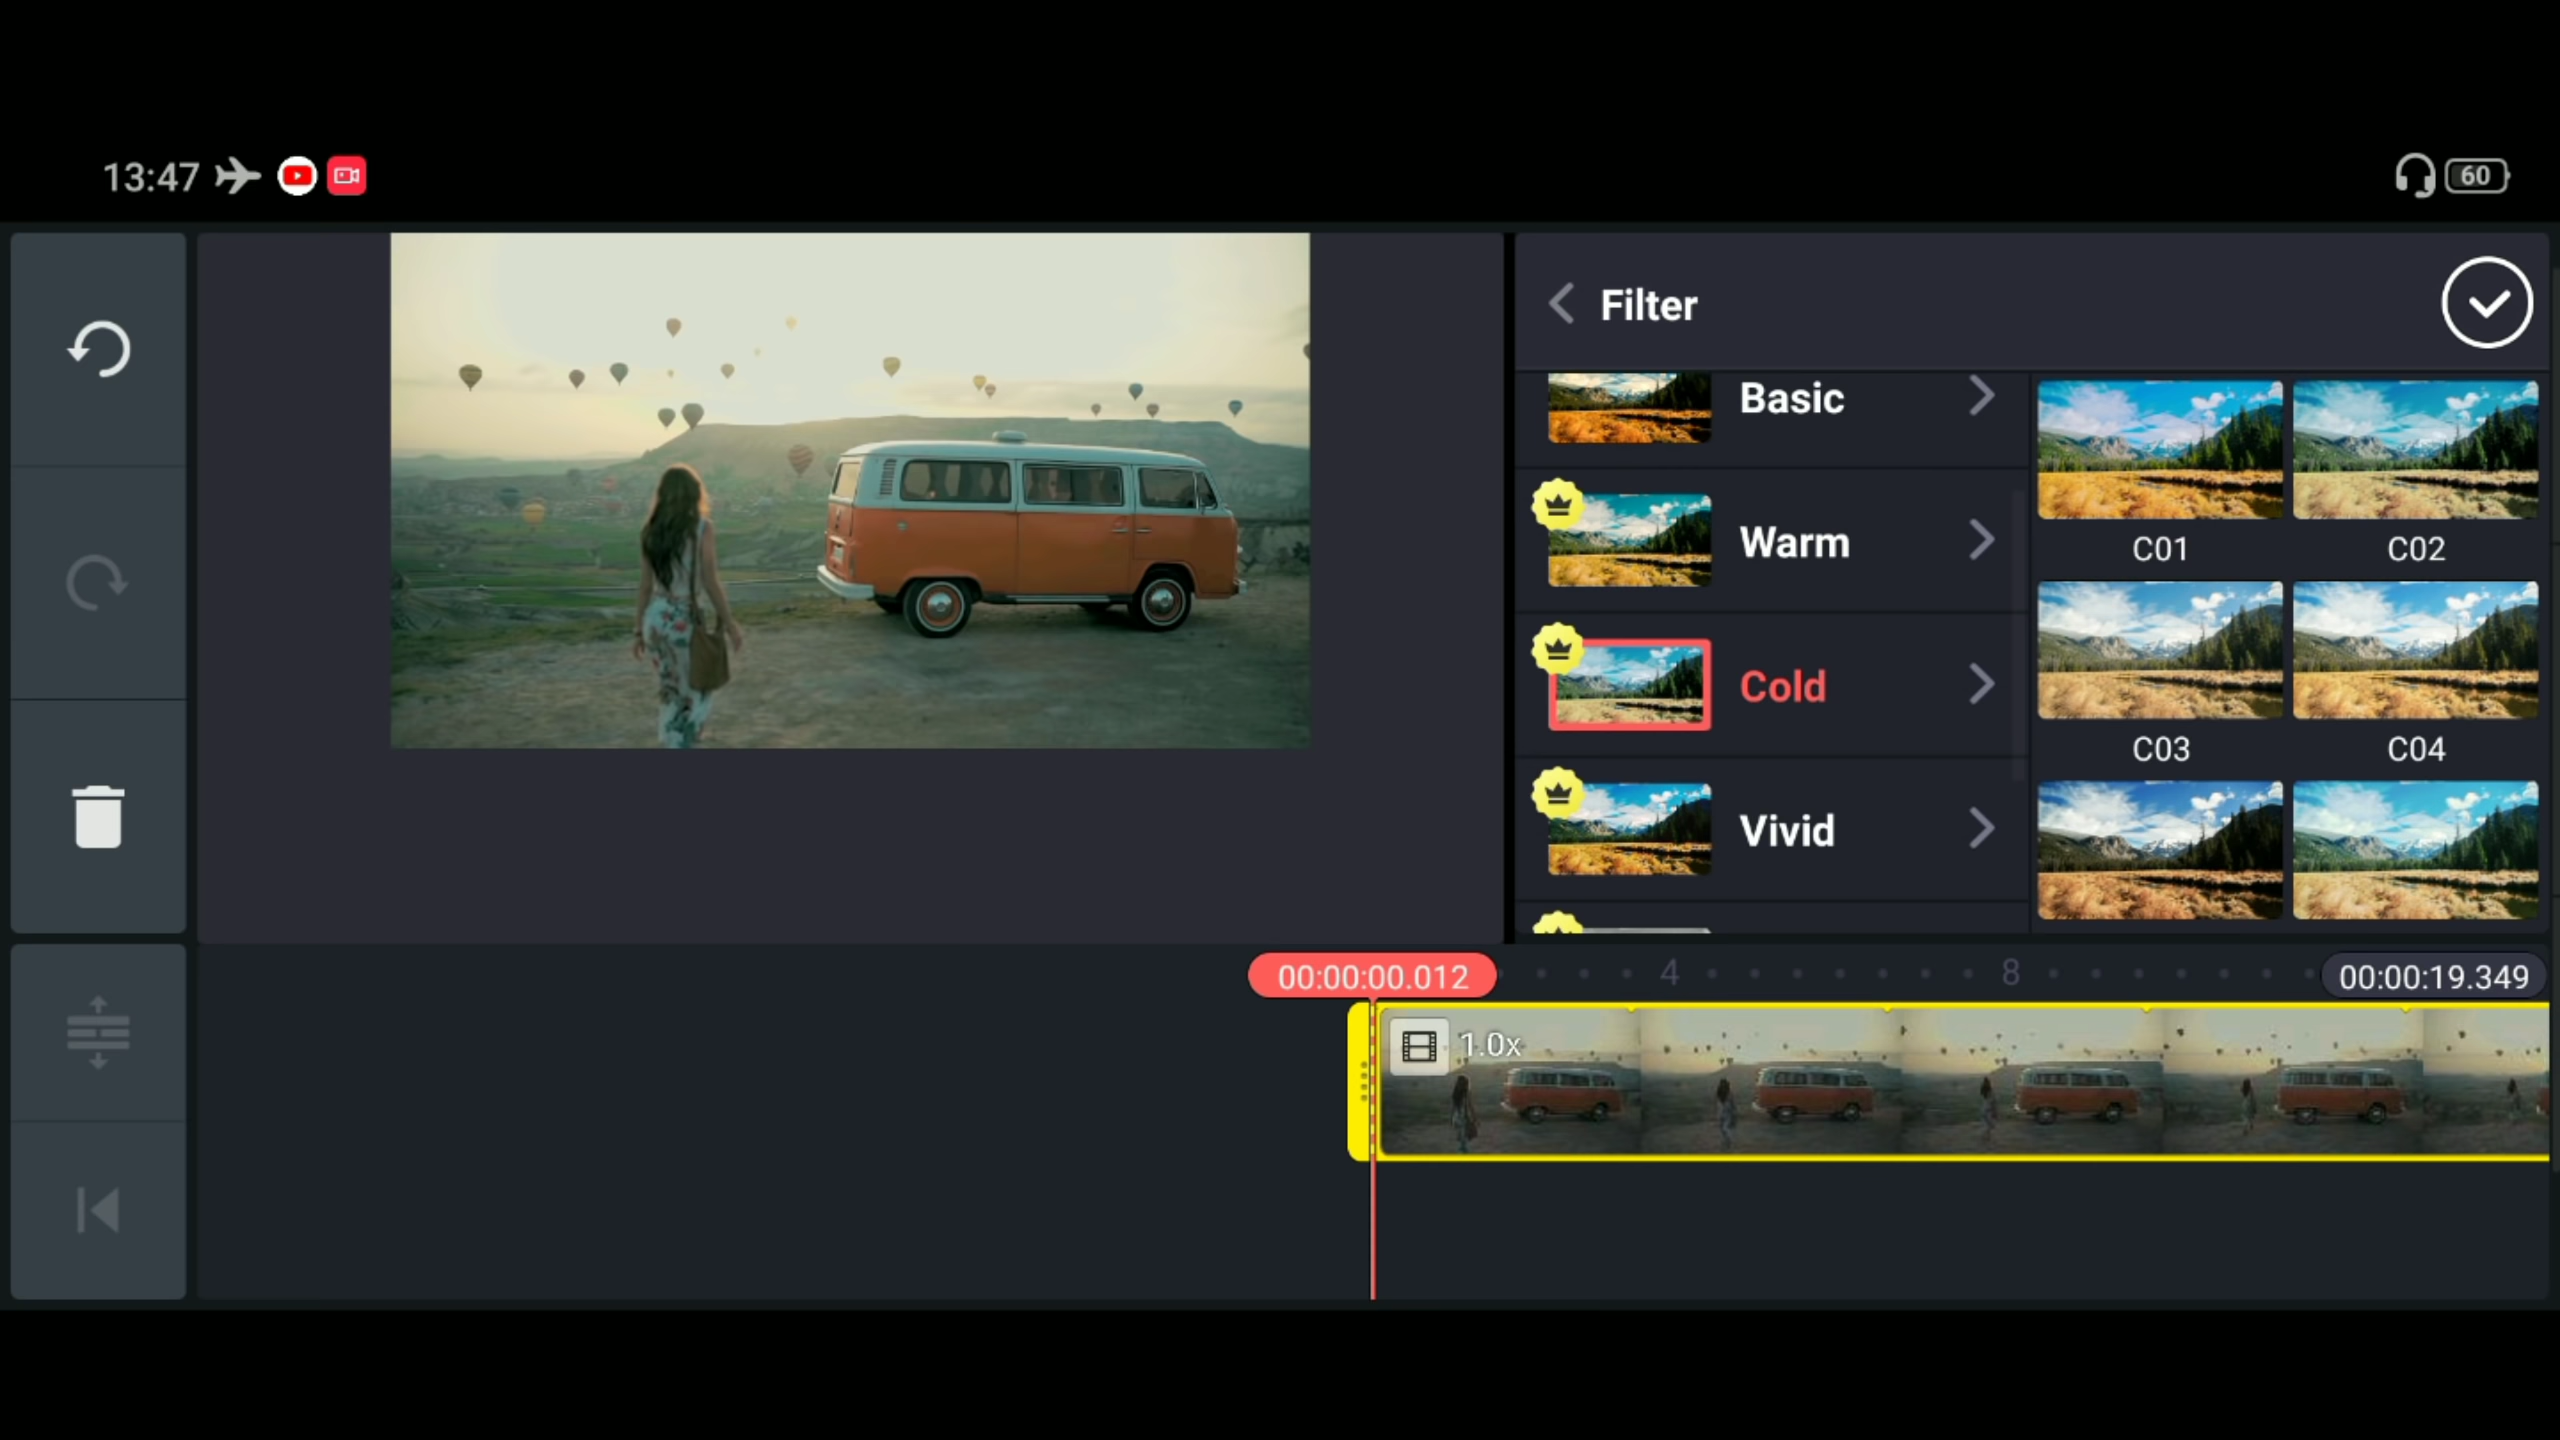 13:47
60
Filter
Basic
Warm
Cold
Vivid
C01
C02
C03
C04
00:00:00.012
4
8
00:00:19.349
1.0x